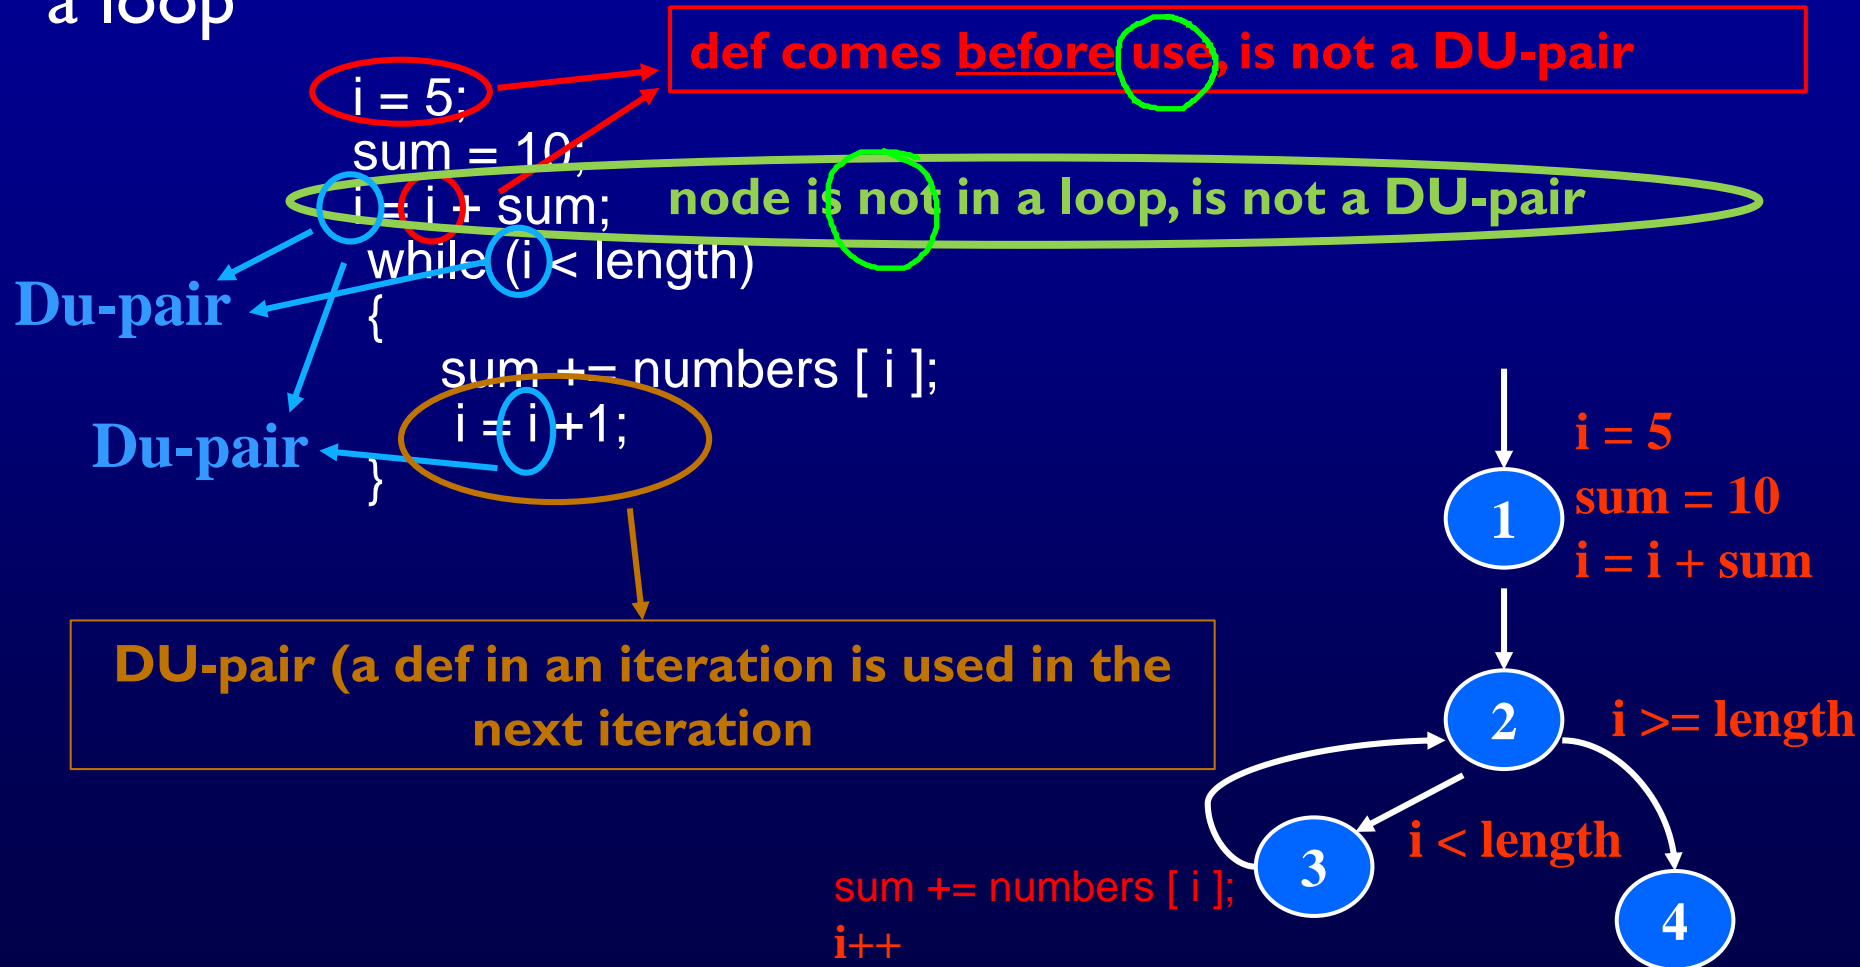 a loop
def comes before use, is not a DU-pair
i = 5;
sum = 10;
i = i + sum;
node is not in a loop, is not a DU-pair
while (i < length)
Du-pair
{
sum += numbers [ i ];
i = i +1;
Du-pair
}
i = 5
sum = 10
i = i + sum
1
DU-pair (a def in an iteration is used in the
next iteration
2
i >= length
i < length
3
sum += numbers [ i ];
i++
4